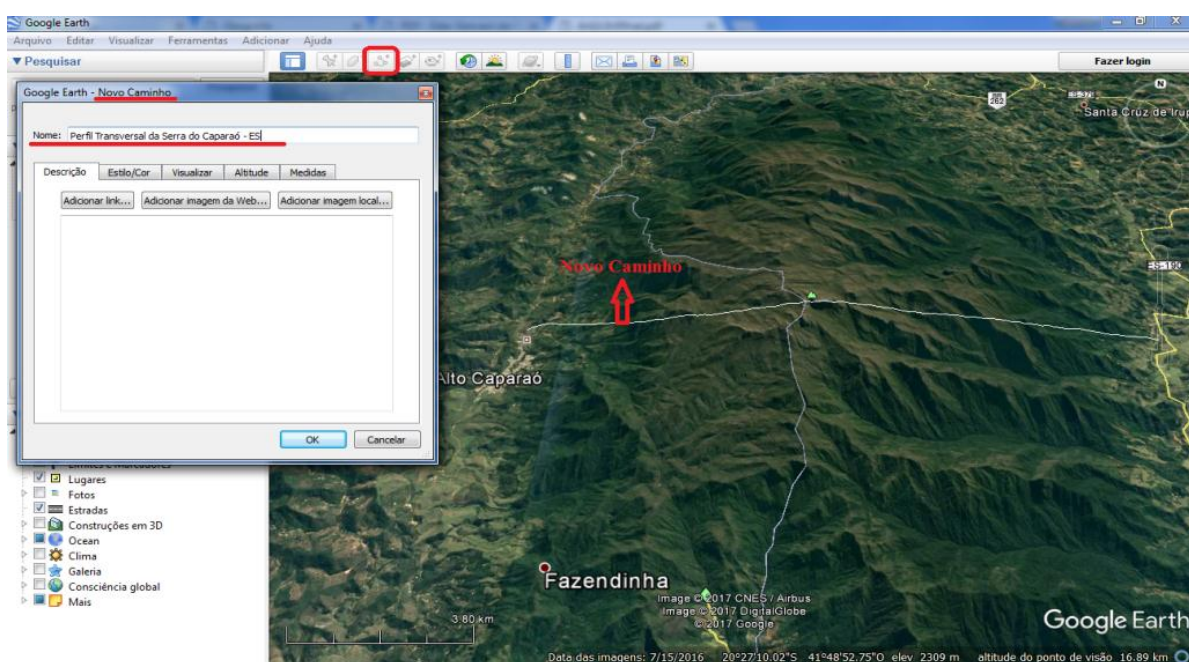 Google Earth
Arquivo Editar Visualizar Ferramentas Adicionar Ajuda
Pesquisar
Fazer login
Google Earth - Novo Caminho
Nome: Perfil Transversal da Serra do Caparaó - ES
Descrição Estilo/Cor Visualizar Altitude Medidas
Adicionar link... Adicionar imagem da Web... Adicionar imagem local...
OK Cancelar
Lugares
Fotos
Estradas
Construções em 3D
Ocean
Clima
Galeria
Consciência global
Mais
N
262
Santa Cruz de Irup
ES-190
Novo Caminho
Alto Caparaó
Fazendinha
Image © 2017 CNES / Airbus
Image © 2017 DigitalGlobe
© 2017 Google
3.80 km
Google Earth
Data das imagens: 7/15/2016 20°27'10.02"S 41°48'52.75"O elev 2309 m altitude do ponto de visão 16.89 km